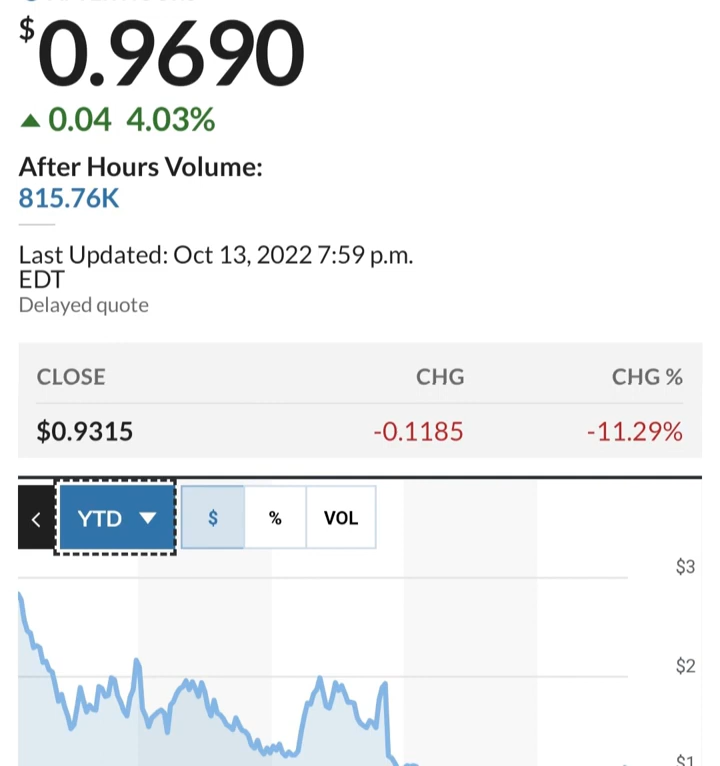 $0.9690
▲ 0.04 4.03%
After Hours Volume:
815.76K
Last Updated: Oct 13, 2022 7:59 p.m.
EDT
Delayed quote
CLOSE CHG CHG %
$0.9315 -0.1185 -11.29%
< YTD ▼ $ % VOL
$3
$2
$1